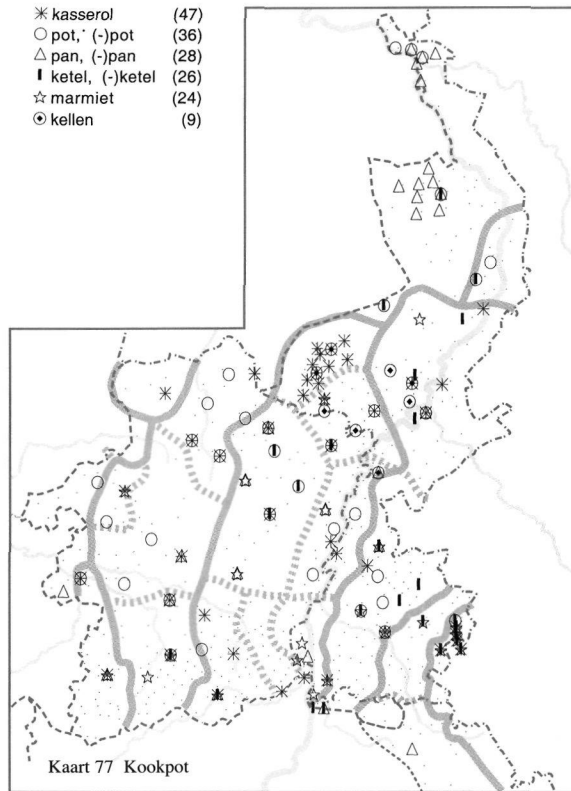 kasserol (47)
pot, (-)pot (36)
pan, (-)pan (28)
ketel, (-)ketel (26)
marmiet (24)
kellen (9)
Kaart 77 Kookpot